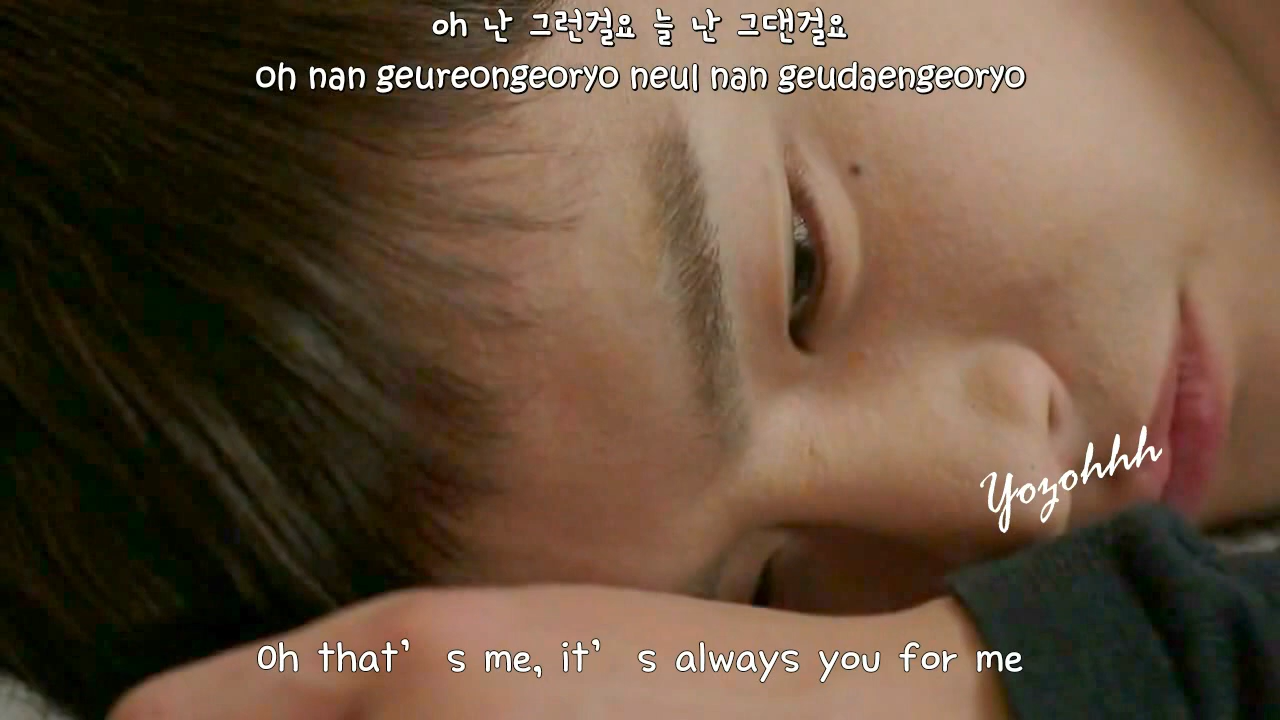 oh 난 그런걸요 늘 난 그댄걸요
oh nan geureongeoryo neul nan geudaengeoryo
Yozohhh
Oh that’s me, it’s always you for me